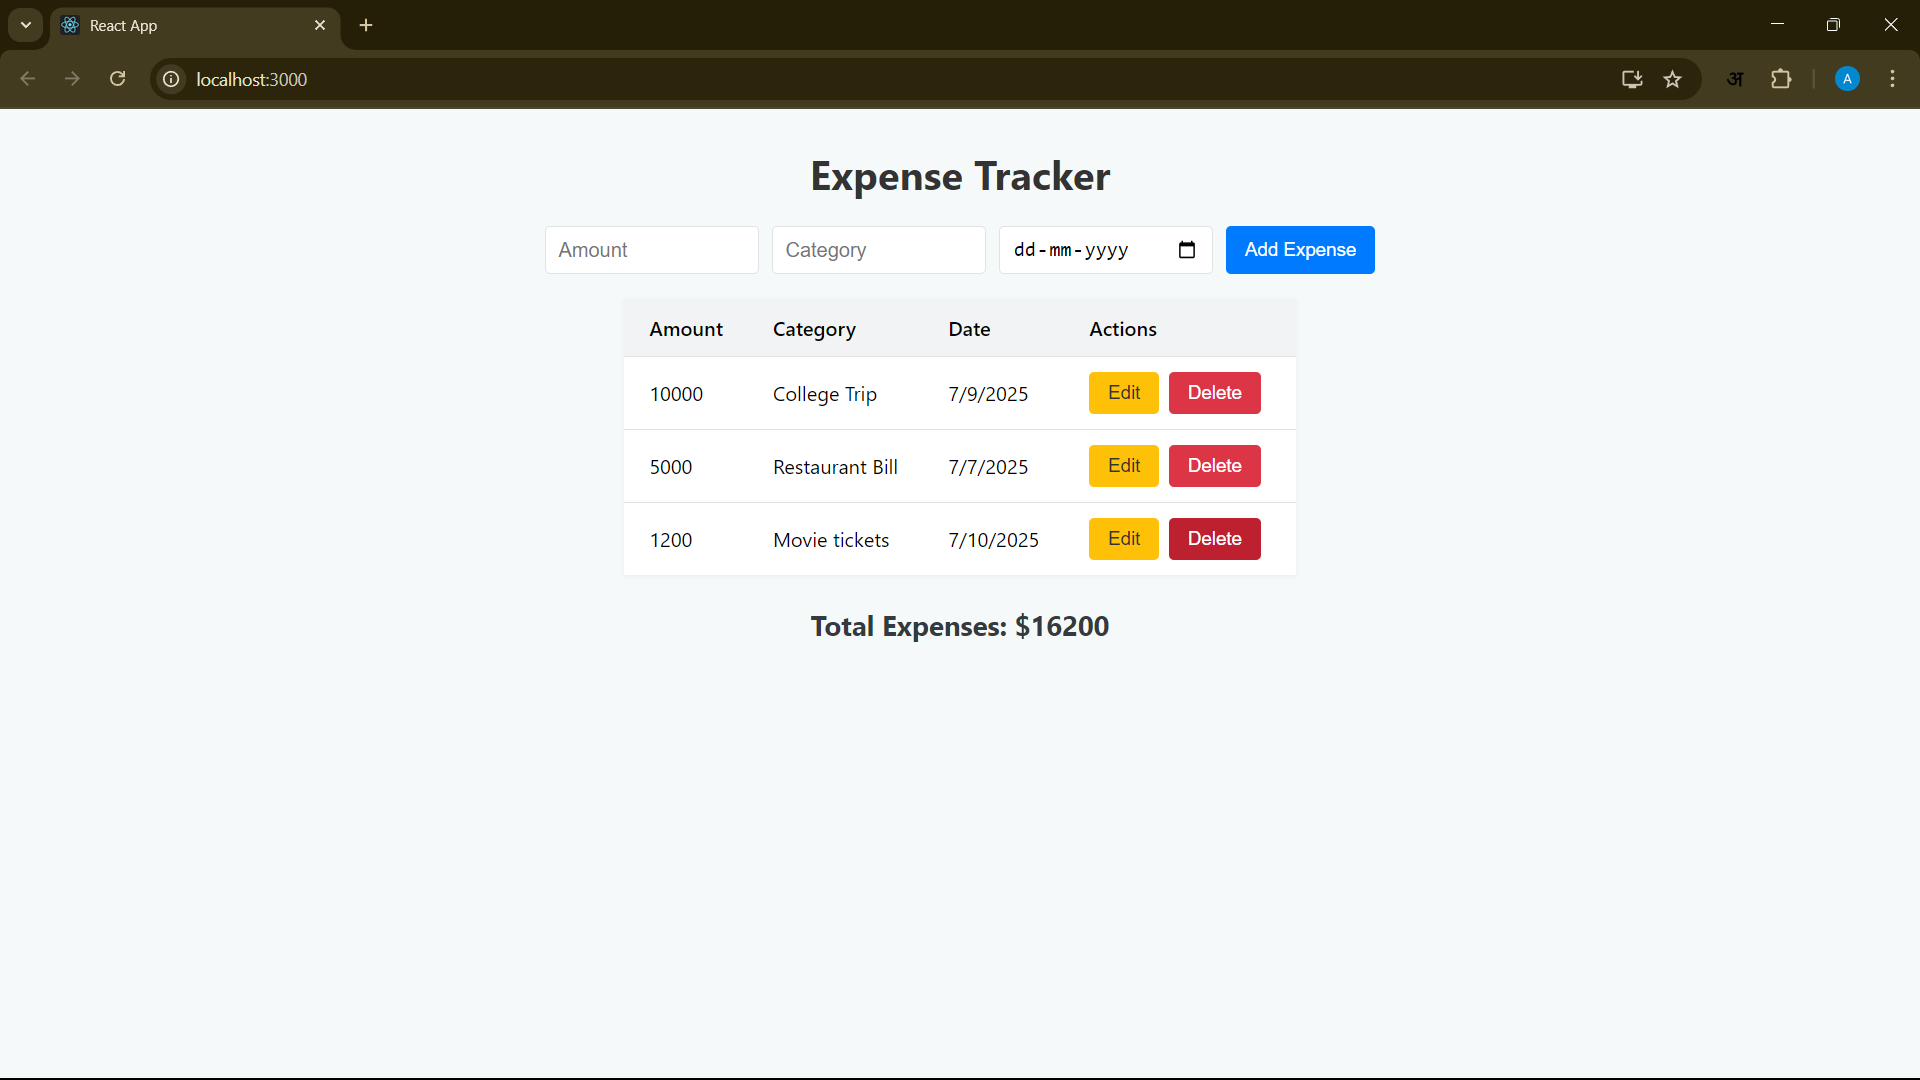 React App
localhost:3000
अ
A
Expense Tracker
Amount Category dd-mm-yyyy Add Expense
Amount Category Date Actions
10000 College Trip 7/9/2025 Edit Delete
5000 Restaurant Bill 7/7/2025 Edit Delete
1200 Movie tickets 7/10/2025 Edit Delete
Total Expenses: $16200